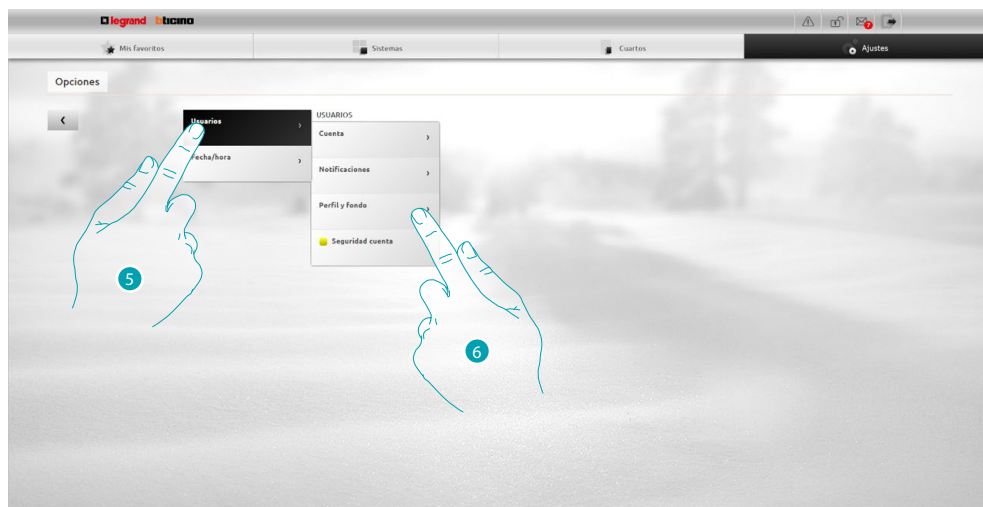 legrand bticino
7
Mis favoritos
Sistemas
Cuartos
Ajustes
Opciones
Usuarios
Fecha/hora
USUARIOS
Cuenta
Notificaciones
Perfil y fondo
Seguridad cuenta
5
6